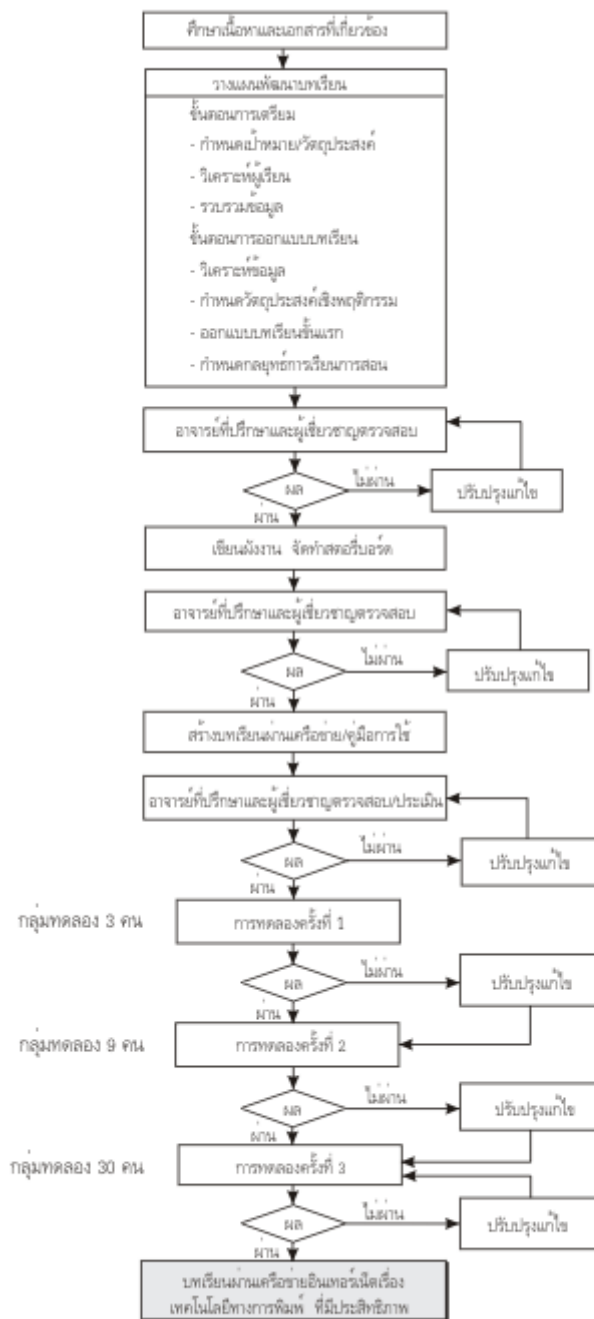 ศึกษาเนื้อหาและเอกสารที่เกี่ยวข้อง
วางแผนพัฒนาบทเรียน
ขั้นตอนการเตรียม
- กำหนดเป้าหมาย/วัตถุประสงค์
- วิเคราะห์ผู้เรียน
- รวบรวมข้อมูล
ขั้นตอนการออกแบบบทเรียน
- วิเคราะห์ข้อมูล
- กำหนดวัตถุประสงค์เชิงพฤติกรรม
- ออกแบบบทเรียนขั้นแรก
- กำหนดกลยุทธ์การเรียนการสอน
อาจารย์ที่ปรึกษาและผู้เชี่ยวชาญตรวจสอบ
ผล
ไม่ผ่าน
ปรับปรุงแก้ไข
ผ่าน
เขียนผังงาน จัดทำสตอรี่บอร์ด
อาจารย์ที่ปรึกษาและผู้เชี่ยวชาญตรวจสอบ
ผล
ไม่ผ่าน
ปรับปรุงแก้ไข
ผ่าน
สร้างบทเรียนผ่านเครือข่าย/คู่มือการใช้
อาจารย์ที่ปรึกษาและผู้เชี่ยวชาญตรวจสอบ/ประเมิน
ผล
ไม่ผ่าน
ปรับปรุงแก้ไข
ผ่าน
กลุ่มทดลอง 3 คน
การทดลองครั้งที่ 1
ผล
ไม่ผ่าน
ปรับปรุงแก้ไข
ผ่าน
กลุ่มทดลอง 9 คน
การทดลองครั้งที่ 2
ผล
ไม่ผ่าน
ปรับปรุงแก้ไข
ผ่าน
กลุ่มทดลอง 30 คน
การทดลองครั้งที่ 3
ผล
ไม่ผ่าน
ปรับปรุงแก้ไข
ผ่าน
บทเรียนผ่านเครือข่ายอินเทอร์เน็ตเรื่อง
เทคโนโลยีทางการพิมพ์ ที่มีประสิทธิภาพ